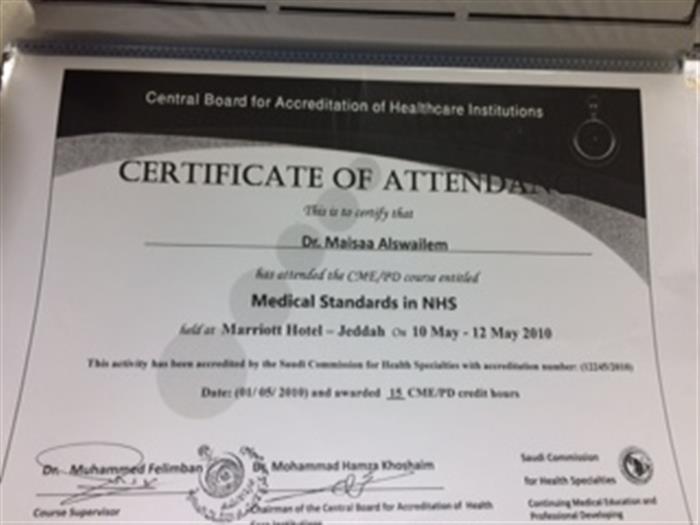 Central Board for Accreditation of Healthcare Institutions
CERTIFICATE OF ATTENDANCE
This is to certify that
Dr. Maisaa Alswailem
has attended the CME/PD course entitled
Medical Standards in NHS
held at Marriott Hotel – Jeddah On 10 May - 12 May 2010
This activity has been accredited by the Saudi Commission for Health Specialties with accreditation number: (12245/2010)
Date: (01/05/2010) and awarded 15 CME/PD credit hours
Dr. Muhammed Felimban
Course Supervisor
Dr. Mohammad Hamza Khoshaim
Chairman of the Central Board for Accreditation of Health
Care Institutions
Saudi Commission
for Health Specialties
Continuing Medical Education and
Professional Developing